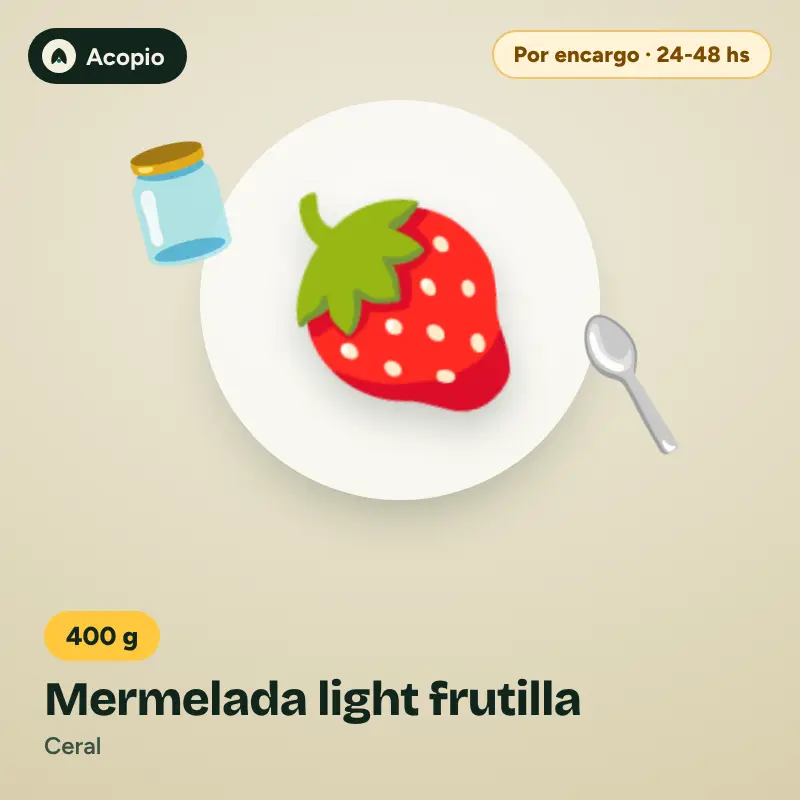 Acopio
Por encargo · 24-48 hs
400 g
Mermelada light frutilla
Ceral